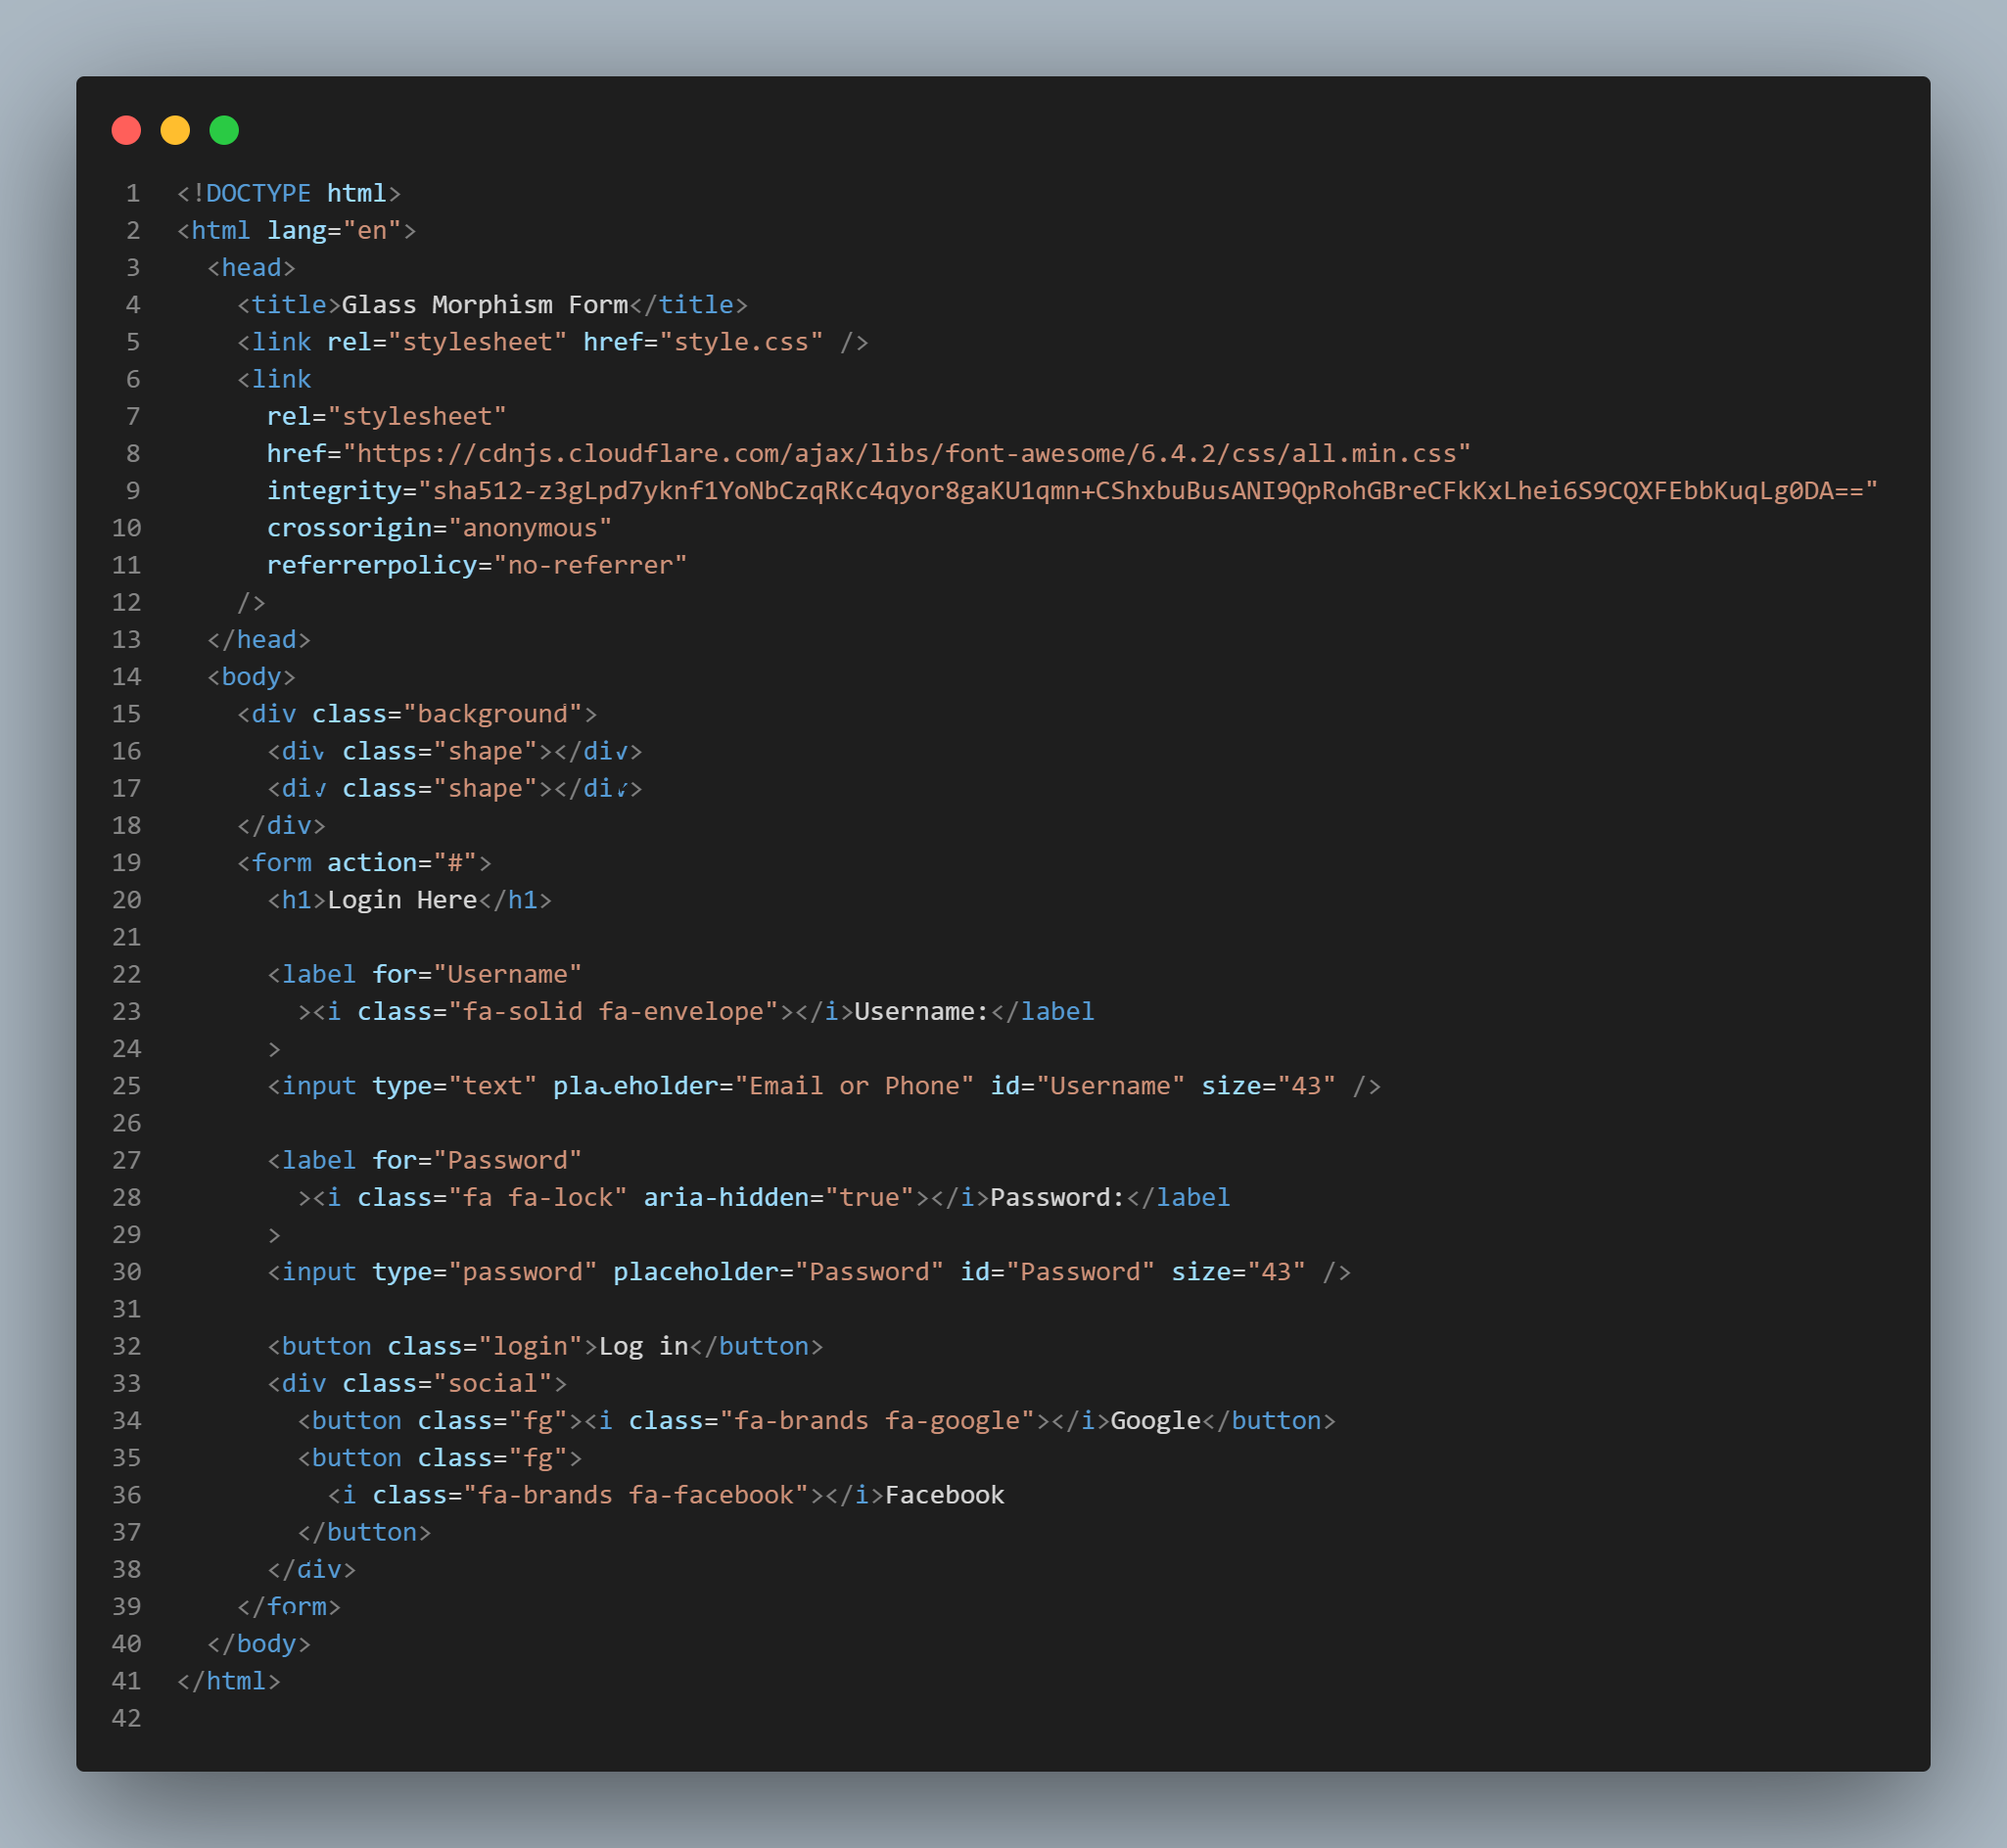 1 <!DOCTYPE html>
2 <html lang="en">
3   <head>
4     <title>Glass Morphism Form</title>
5     <link rel="stylesheet" href="style.css" />
6     <link
7       rel="stylesheet"
8       href="https://cdnjs.cloudflare.com/ajax/libs/font-awesome/6.4.2/css/all.min.css"
9       integrity="sha512-z3gLpd7yknf1YoNbCzqRKc4qyor8gaKU1qmn+CShxbuBusANI9QpRohGBreCFkKxLhei6S9CQXFEbbKuqLg0DA=="
10       crossorigin="anonymous"
11       referrerpolicy="no-referrer"
12     />
13   </head>
14   <body>
15     <div class="background">
16       <div class="shape"></div>
17       <div class="shape"></div>
18     </div>
19     <form action="#">
20       <h1>Login Here</h1>
21
22       <label for="Username"
23         ><i class="fa-solid fa-envelope"></i>Username:</label
24       >
25       <input type="text" placeholder="Email or Phone" id="Username" size="43" />
26
27       <label for="Password"
28         ><i class="fa fa-lock" aria-hidden="true"></i>Password:</label
29       >
30       <input type="password" placeholder="Password" id="Password" size="43" />
31
32       <button class="login">Log in</button>
33       <div class="social">
34         <button class="fg"><i class="fa-brands fa-google"></i>Google</button>
35         <button class="fg">
36           <i class="fa-brands fa-facebook"></i>Facebook
37         </button>
38       </div>
39     </form>
40   </body>
41 </html>
42